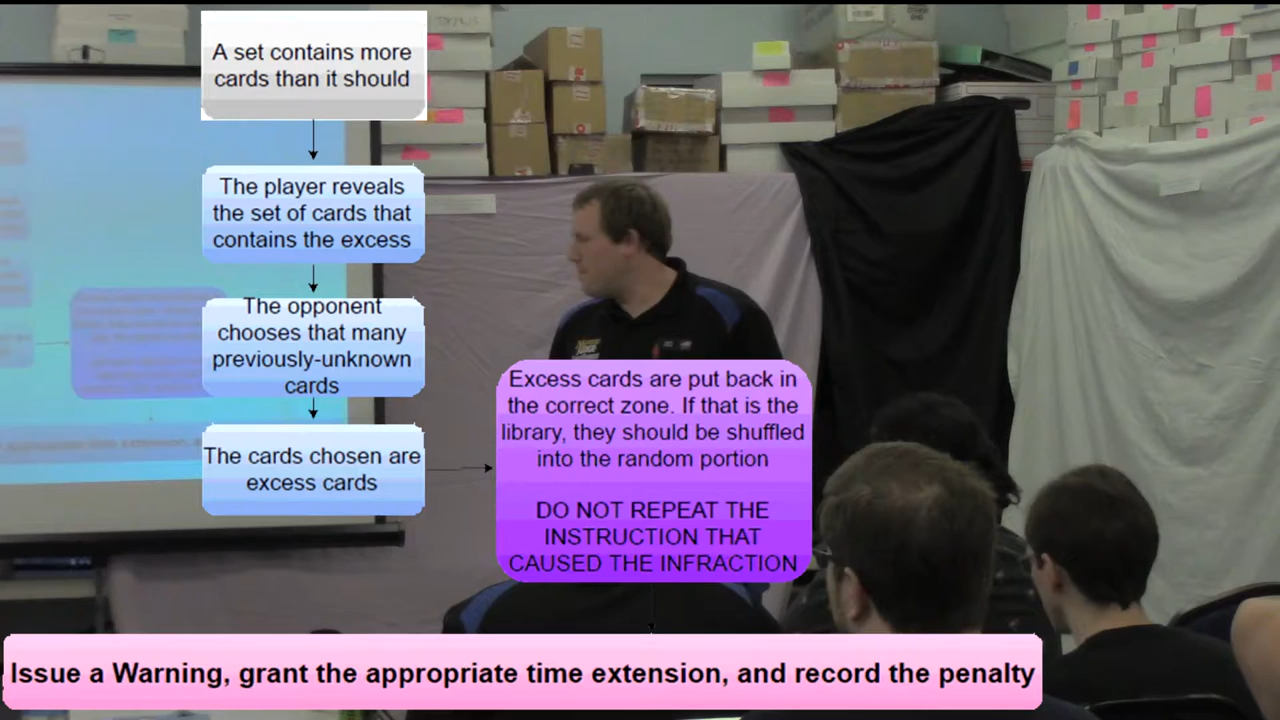 A set contains more
cards than it should
The player reveals
the set of cards that
contains the excess
The opponent
chooses that many
previously-unknown
cards
The cards chosen are
excess cards
Excess cards are put back in
the correct zone. If that is the
library, they should be shuffled
into the random portion
DO NOT REPEAT THE
INSTRUCTION THAT
CAUSED THE INFRACTION
Issue a Warning, grant the appropriate time extension, and record the penalty